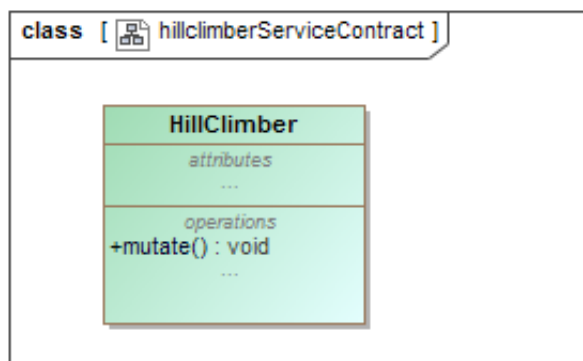 class [ hillclimberServiceContract ]
HillClimber
attributes
...
operations
+mutate() : void
...